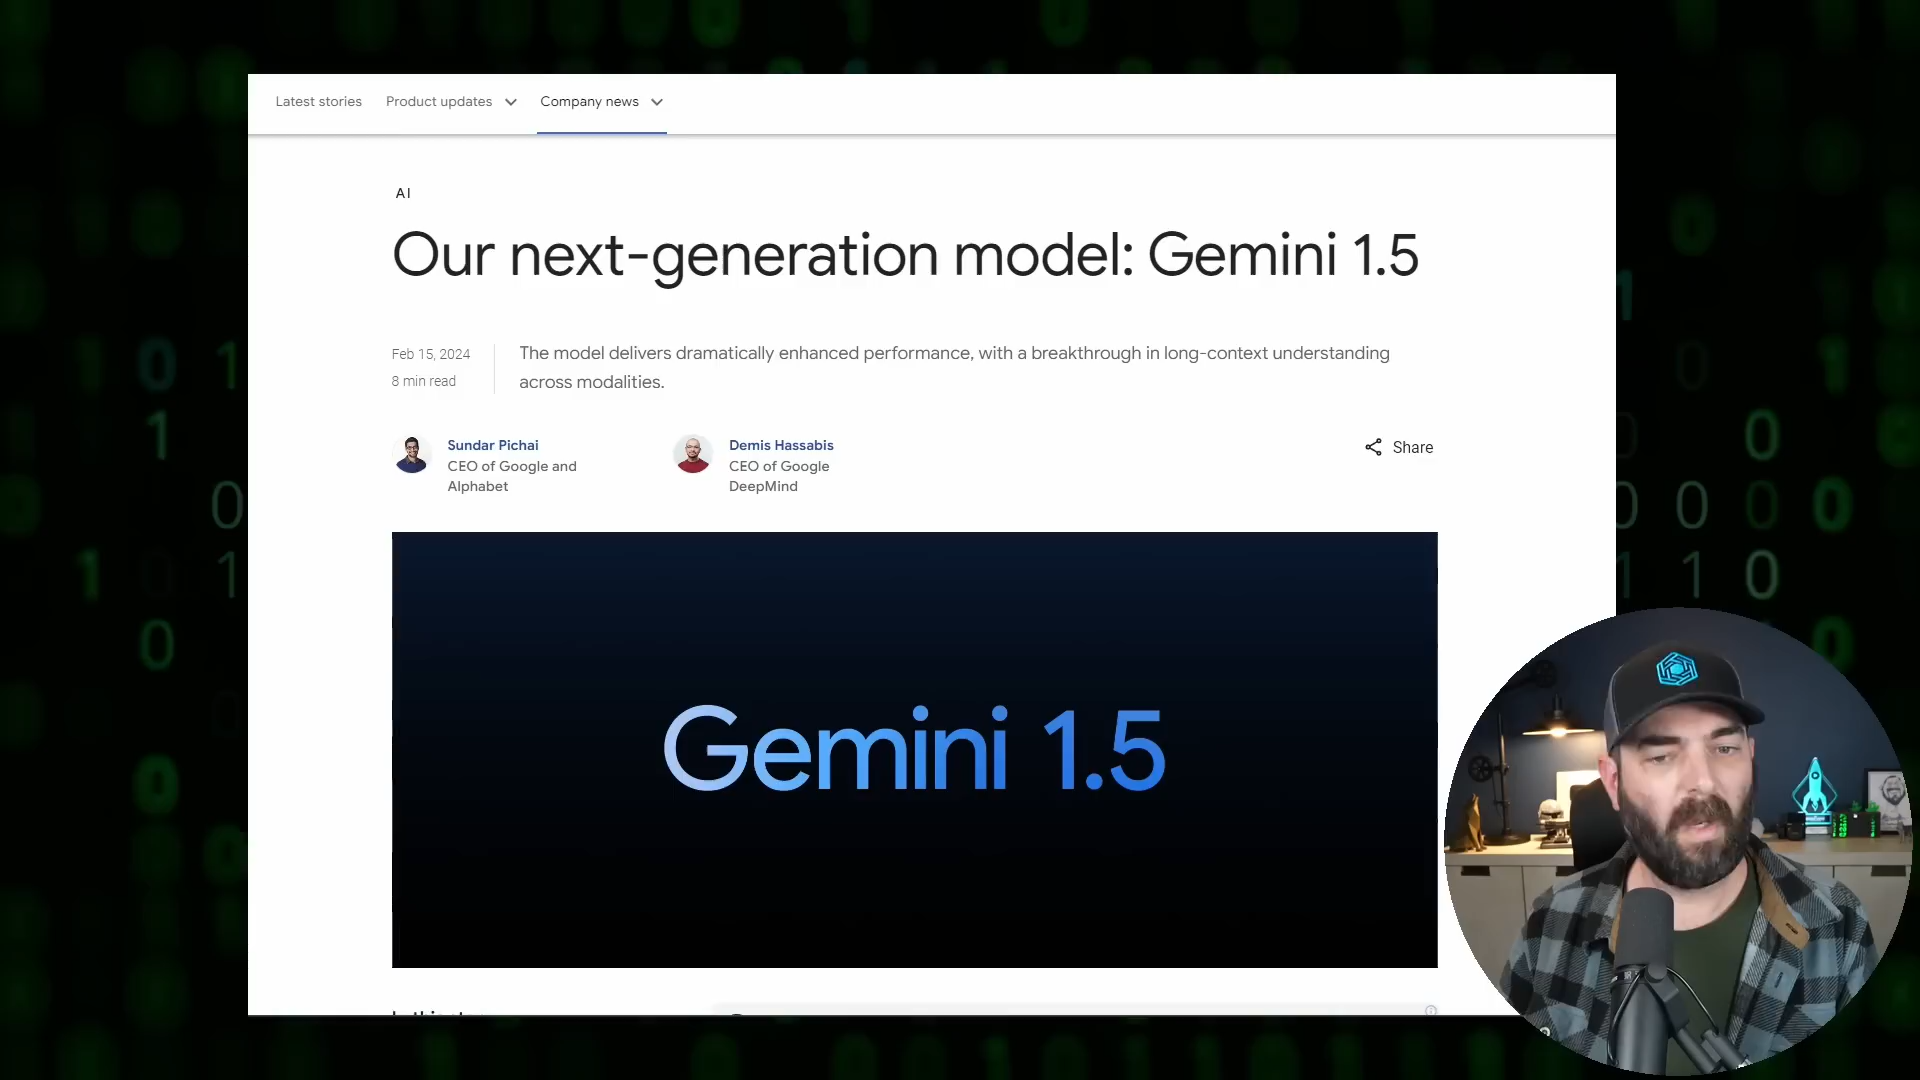 Latest stories
Product updates
Company news
AI
Our next-generation model: Gemini 1.5
Feb 15, 2024
8 min read
The model delivers dramatically enhanced performance, with a breakthrough in long-context understanding
across modalities.
Sundar Pichai
CEO of Google and
Alphabet
Demis Hassabis
CEO of Google
DeepMind
Share
Gemini 1.5